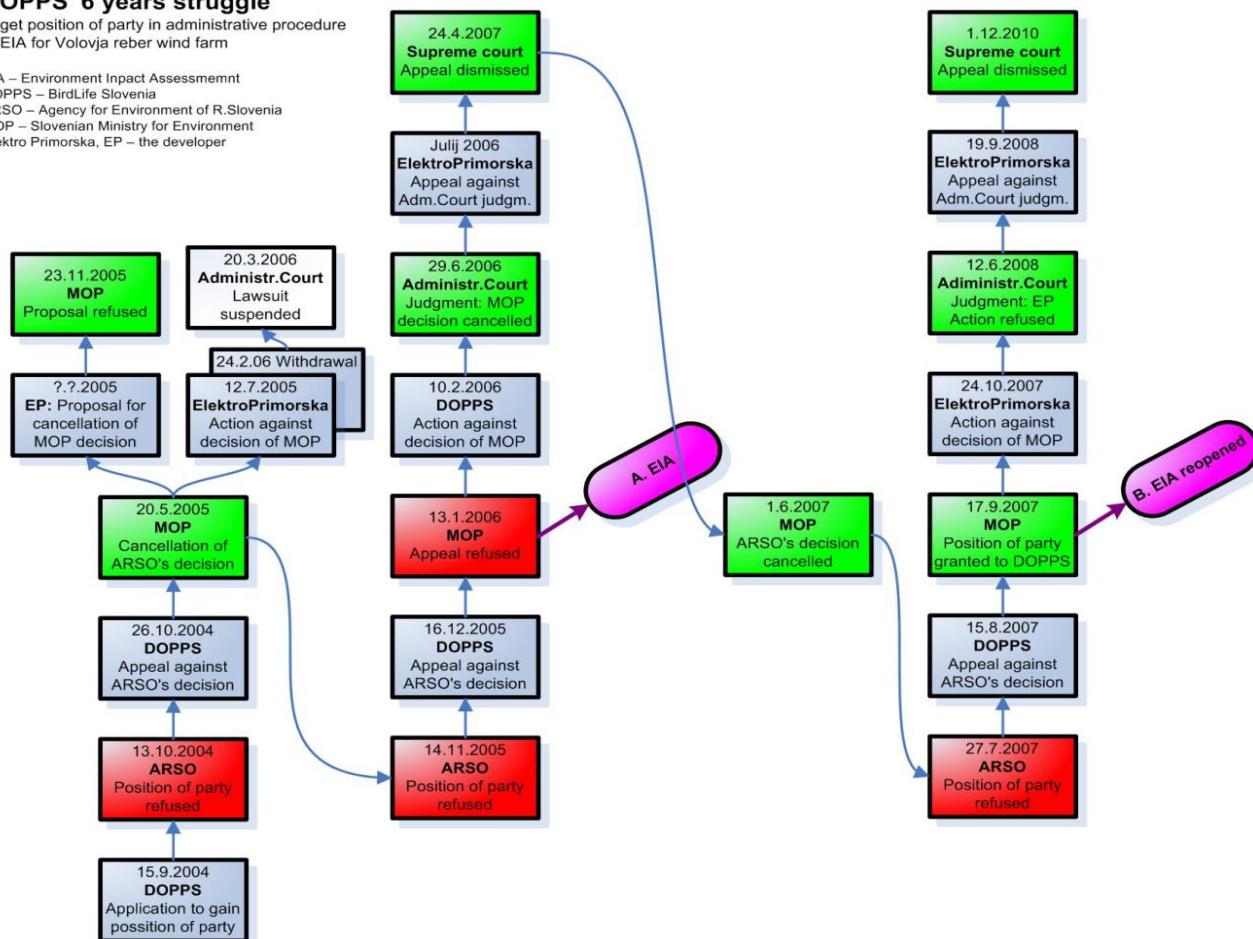 OPPS' 6 years struggle
get position of party in administrative procedure
EIA for Volovja reber wind farm
A – Environment Inpact Assessmemnt
OPPS – BirdLife Slovenia
RSO – Agency for Environment of R.Slovenia
OP – Slovenian Ministry for Environment
ektro Primorska, EP – the developer
23.11.2005
MOP
Proposal refused
?.?.2005
EP: Proposal for
cancellation of
MOP decision
20.3.2006
Administr.Court
Lawsuit
suspended
24.2.06 Withdrawal
12.7.2005
ElektroPrimorska
Action against
decision of MOP
20.5.2005
MOP
Cancellation of
ARSO's decision
26.10.2004
DOPPS
Appeal against
ARSO's decision
13.10.2004
ARSO
Position of party
refused
15.9.2004
DOPPS
Application to gain
possition of party
24.4.2007
Supreme court
Appeal dismissed
Julij 2006
ElektroPrimorska
Appeal against
Adm.Court judgm.
29.6.2006
Administr.Court
Judgment: MOP
decision cancelled
10.2.2006
DOPPS
Action against
decision of MOP
13.1.2006
MOP
Appeal refused
A. EIA
16.12.2005
DOPPS
Appeal against
ARSO's decision
14.11.2005
ARSO
Position of party
refused
1.6.2007
MOP
ARSO's decision
cancelled
1.12.2010
Supreme court
Appeal dismissed
19.9.2008
ElektroPrimorska
Appeal against
Adm.Court judgm.
12.6.2008
Adiministr.Court
Judgment: EP
Action refused
24.10.2007
ElektroPrimorska
Action against
decision of MOP
17.9.2007
MOP
Position of party
granted to DOPPS
B. EIA reopened
15.8.2007
DOPPS
Appeal against
ARSO's decision
27.7.2007
ARSO
Position of party
refused